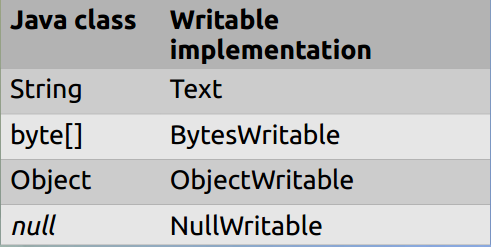 Java class Writable
implementation
String Text
byte[] BytesWritable
Object ObjectWritable
null NullWritable